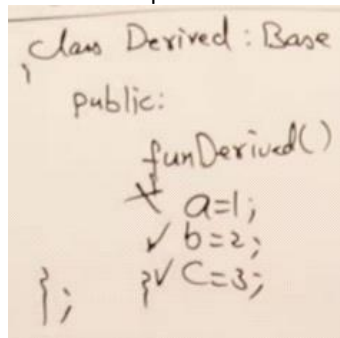 Class Derived : Base
{
public:
funDerived()
✗ a=1;
✓ b=2;
}; }✓ C=3;